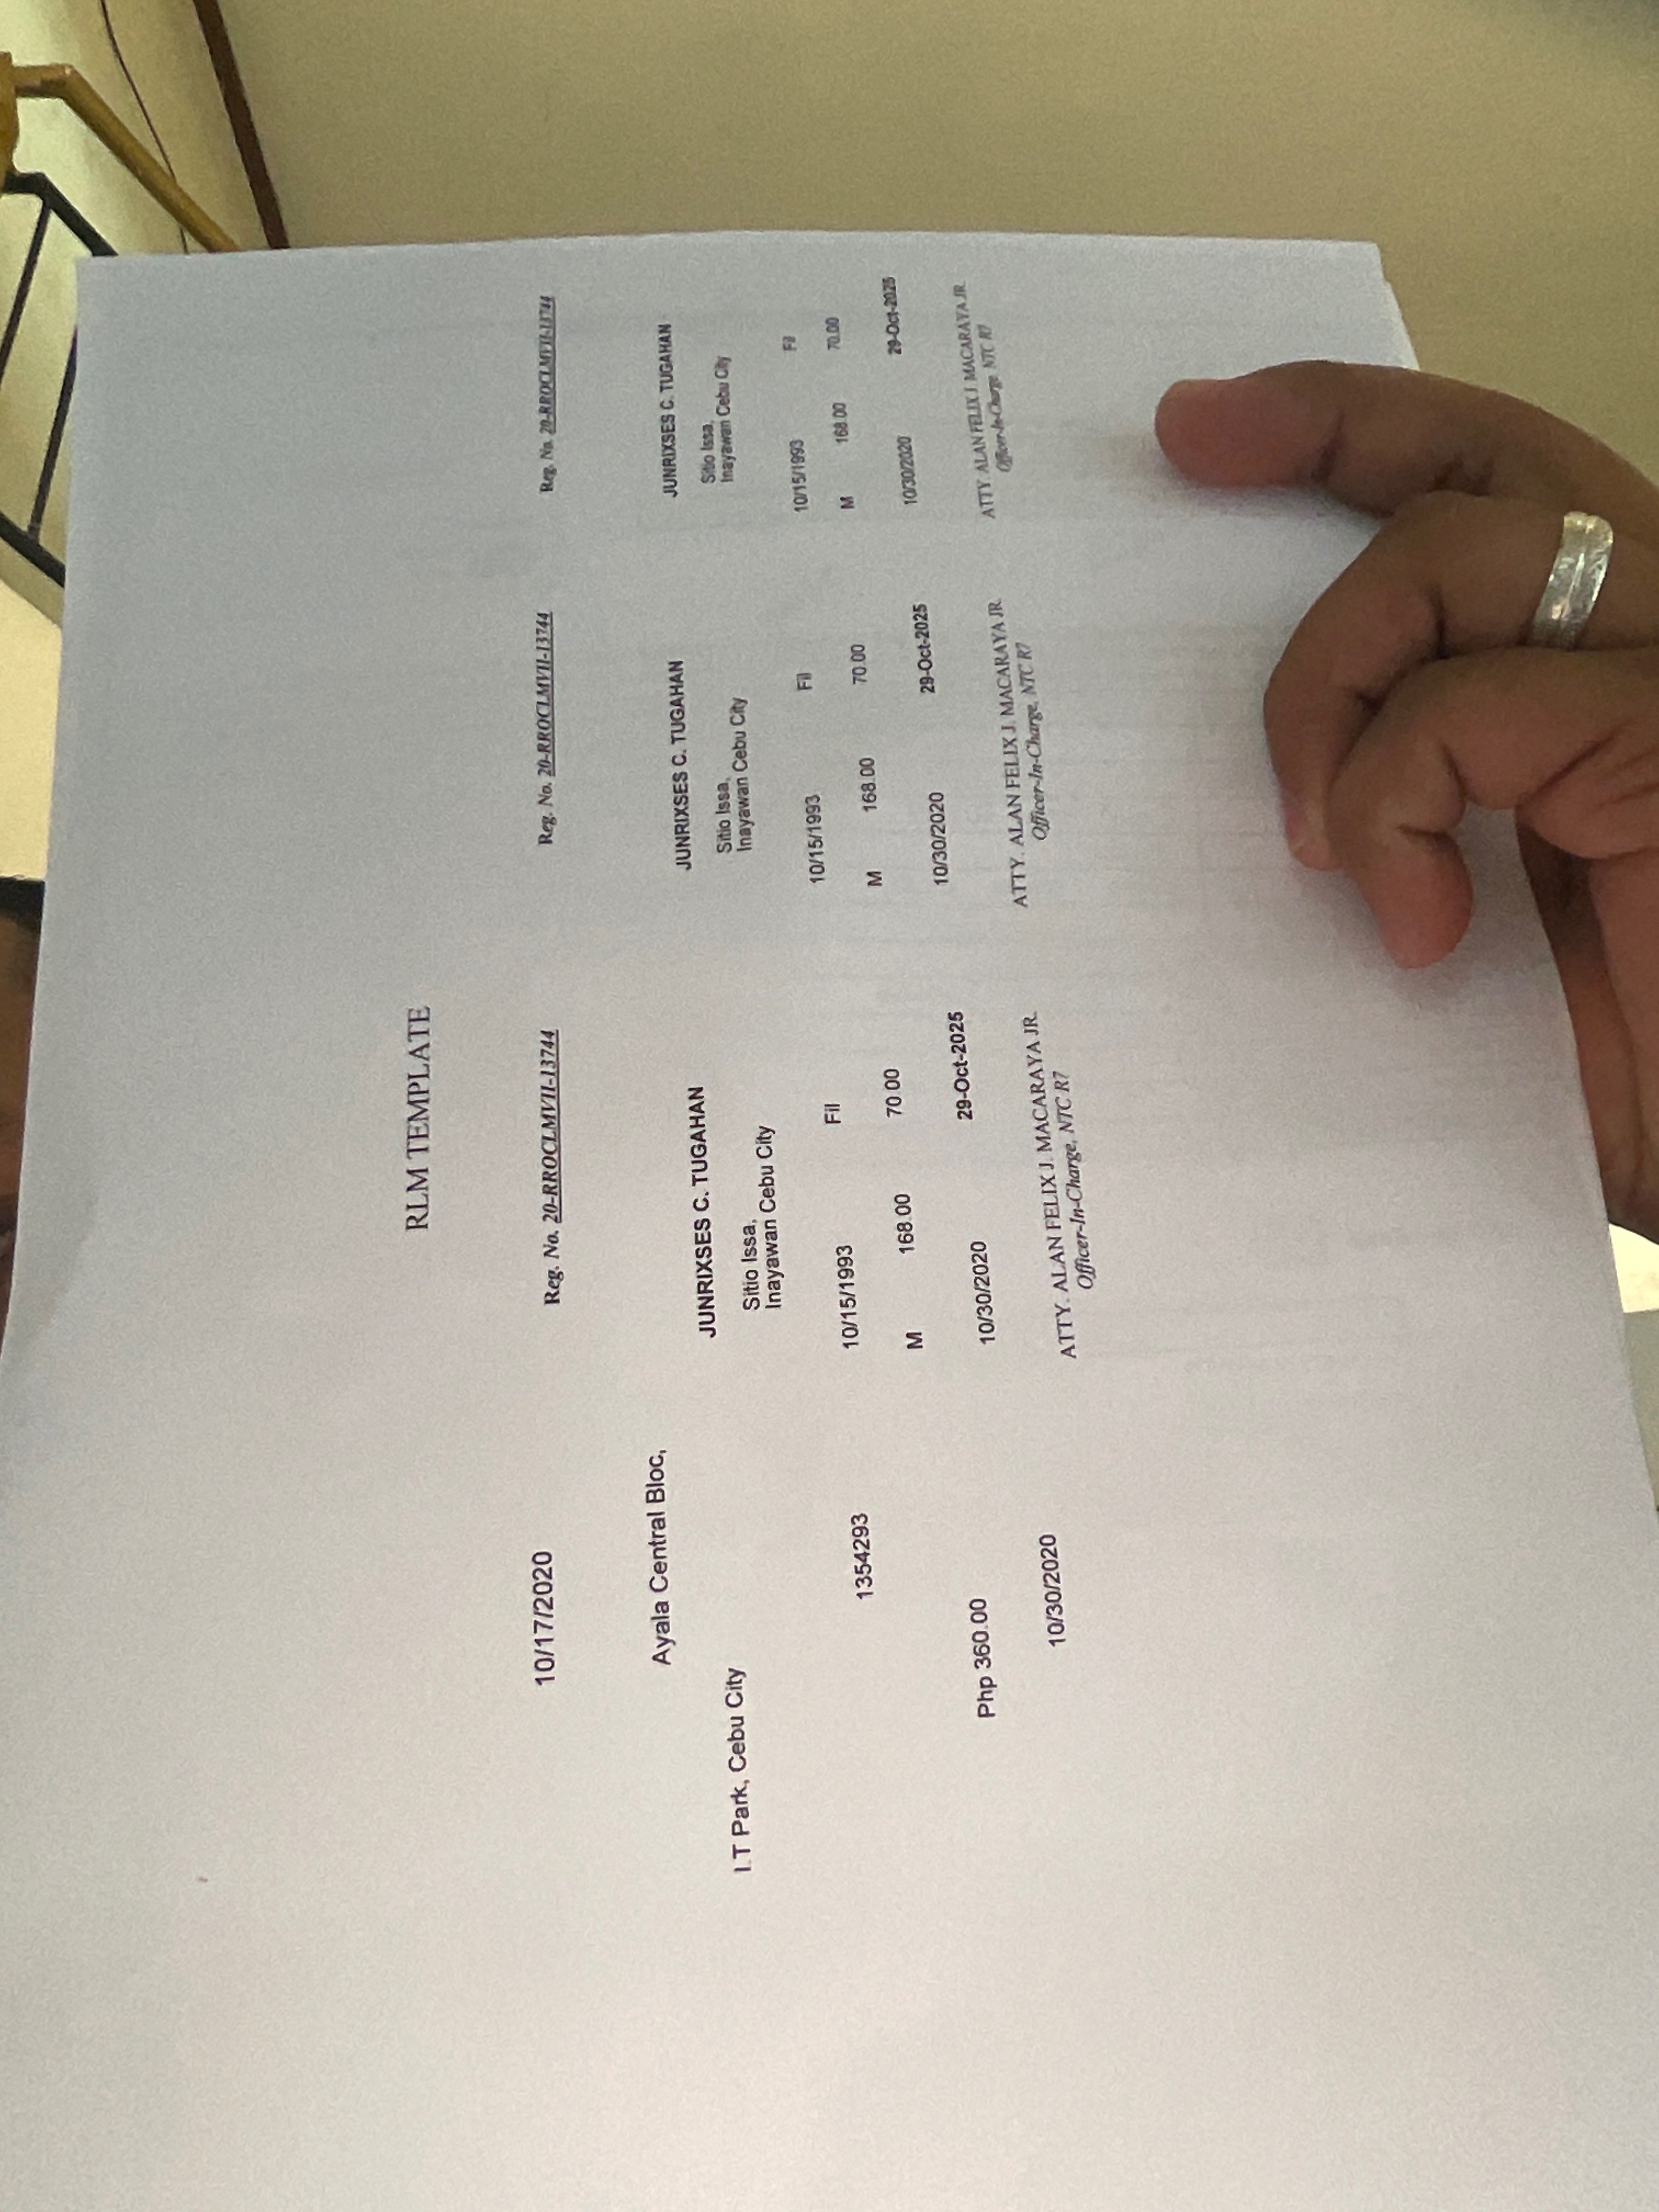 RLM TEMPLATE
10/17/2020
Ayala Central Bloc,
I.T Park, Cebu City
1354293
Php 360.00
10/30/2020
Reg. No. 20-RROCLMVII-13744
JUNRIXSES C. TUGAHAN
Sitio Issa,
Inayawan Cebu City
10/15/1993 Fil
M 168.00 70.00
10/30/2020 29-Oct-2025
ATTY. ALAN FELIX J. MACARAYA JR.
Officer-In-Charge, NTC R7
Reg. No. 20-RROCLMVII-13744
JUNRIXSES C. TUGAHAN
Sitio Issa,
Inayawan Cebu City
10/15/1993 Fil
M 168.00 70.00
10/30/2020 29-Oct-2025
ATTY. ALAN FELIX J. MACARAYA JR.
Officer-In-Charge, NTC R7
Reg. No. 20-RROCLMVII-13744
JUNRIXSES C. TUGAHAN
Sitio Issa,
Inayawan Cebu City
10/15/1993 Fil
M 168.00 70.00
10/30/2020 29-Oct-2025
ATTY. ALAN FELIX J. MACARAYA JR.
Officer-In-Charge, NTC R7